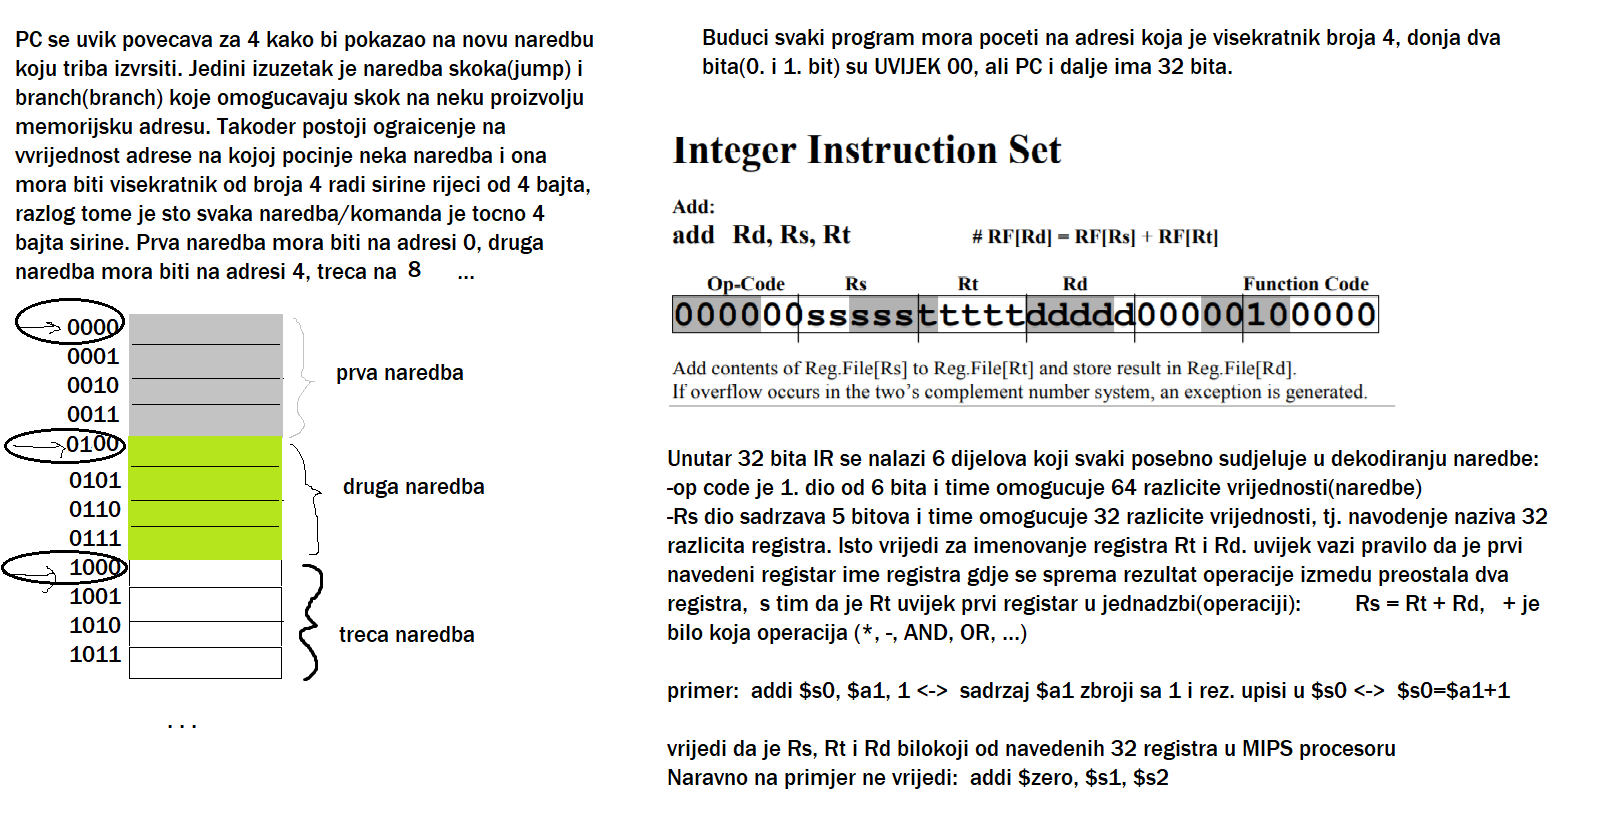 PC se uvik povecava za 4 kako bi pokazao na novu naredbu
koju triba izvrsiti. Jedini izuzetak je naredba skoka(jump) i
branch(branch) koje omogucavaju skok na neku proizvolju
memorijsku adresu. Takoder postoji ograicenje na
vvrijednost adrese na kojoj pocinje neka naredba i ona
mora biti visekratnik od broja 4 radi sirine rijeci od 4 bajta,
razlog tome je sto svaka naredba/komanda je tocno 4
bajta sirine. Prva naredba mora biti na adresi 0, druga
naredba mora biti na adresi 4, treca na 8 ...
0000
0001
0010
0011
prva naredba
0100
0101
0110
0111
druga naredba
1000
1001
1010
1011
treca naredba
. . .
Buduci svaki program mora poceti na adresi koja je visekratnik broja 4, donja dva
bita(0. i 1. bit) su UVIJEK 00, ali PC i dalje ima 32 bita.
Integer Instruction Set
Add:
add Rd, Rs, Rt # RF[Rd] = RF[Rs] + RF[Rt]
Op-Code Rs Rt Rd Function Code
000000ssssstttttddddd00000100000
Add contents of Reg.File[Rs] to Reg.File[Rt] and store result in Reg.File[Rd].
If overflow occurs in the two's complement number system, an exception is generated.
Unutar 32 bita IR se nalazi 6 dijelova koji svaki posebno sudjeluje u dekodiranju naredbe:
-op code je 1. dio od 6 bita i time omogucuje 64 razlicite vrijednosti(naredbe)
-Rs dio sadrzava 5 bitova i time omogucuje 32 razlicite vrijednosti, tj. navodenje naziva 32
razlicita registra. Isto vrijedi za imenovanje registra Rt i Rd. uvijek vazi pravilo da je prvi
navedeni registar ime registra gdje se sprema rezultat operacije izmedu preostala dva
registra, s tim da je Rt uvijek prvi registar u jednadzbi(operaciji): Rs = Rt + Rd, + je
bilo koja operacija (*, -, AND, OR, ...)
primer: addi $s0, $a1, 1 <-> sadrzaj $a1 zbroji sa 1 i rez. upisi u $s0 <-> $s0=$a1+1
vrijedi da je Rs, Rt i Rd bilokoji od navedenih 32 registra u MIPS procesoru
Naravno na primjer ne vrijedi: addi $zero, $s1, $s2